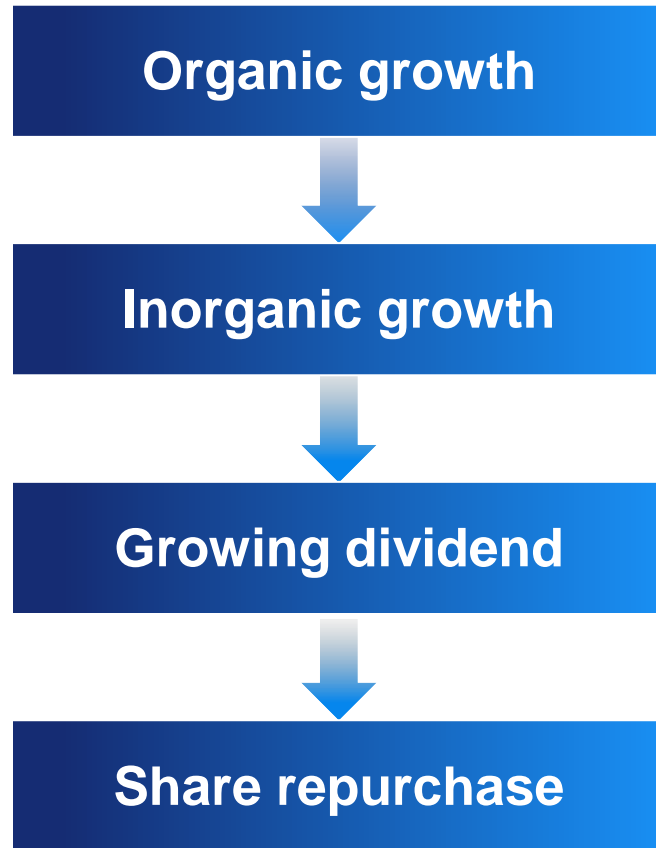 Organic growth
Inorganic growth
Growing dividend
Share repurchase